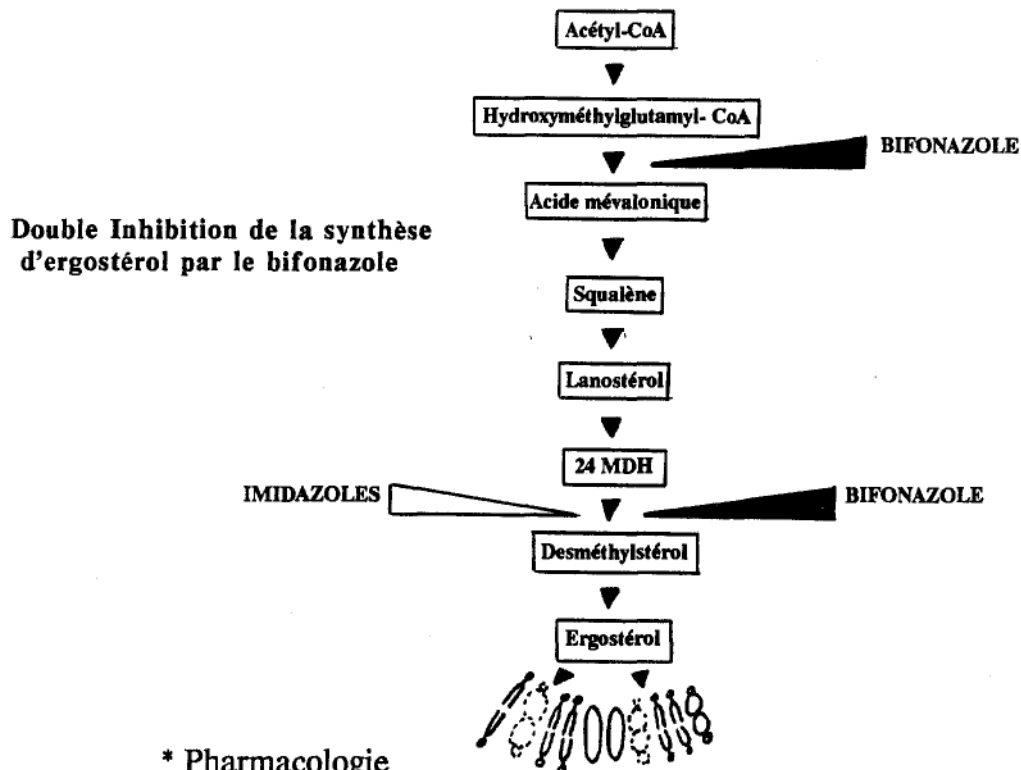 Acétyl-CoA
Hydroxyméthylglutamyl- CoA
BIFONAZOLE
Acide mévalonique
Double Inhibition de la synthèse
d'ergostérol par le bifonazole
Squalène
Lanostérol
24 MDH
IMIDAZOLES
BIFONAZOLE
Desméthylstérol
Ergostérol
* Pharmacologie